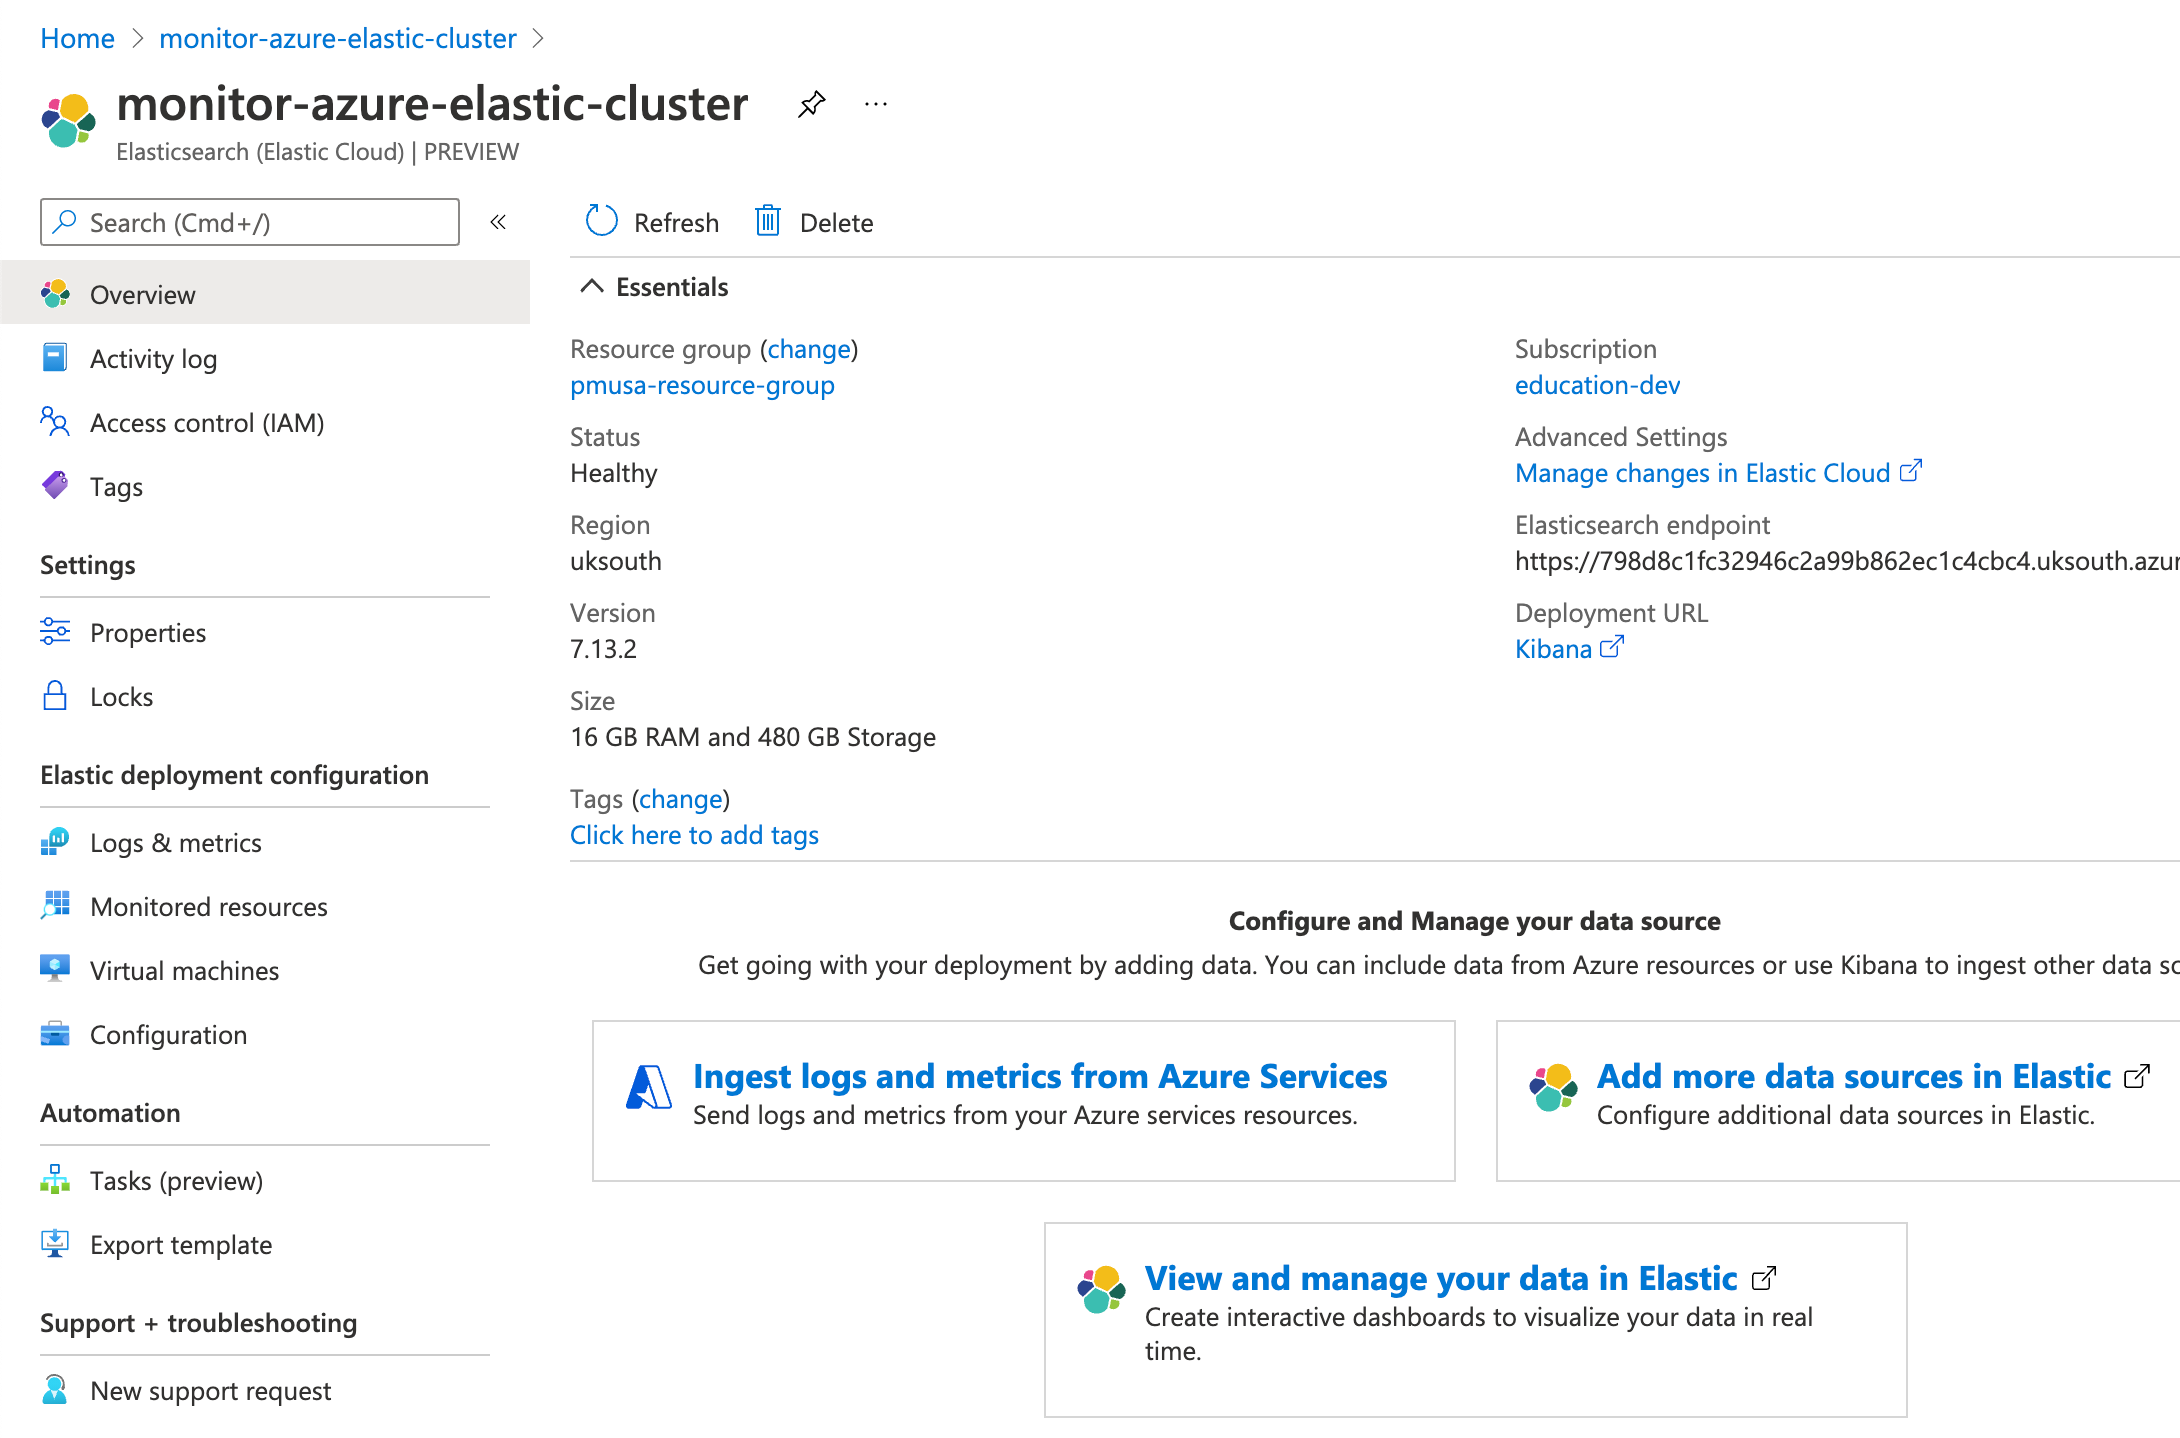 Home > monitor-azure-elastic-cluster >
monitor-azure-elastic-cluster ...
Elasticsearch (Elastic Cloud) | PREVIEW
Search (Cmd+/) «
Overview
Activity log
Access control (IAM)
Tags
Settings
Properties
Locks
Elastic deployment configuration
Logs & metrics
Monitored resources
Virtual machines
Configuration
Automation
Tasks (preview)
Export template
Support + troubleshooting
New support request
Refresh Delete
Essentials
Resource group (change)
pmusa-resource-group
Status
Healthy
Region
uksouth
Version
7.13.2
Size
16 GB RAM and 480 GB Storage
Tags (change)
Click here to add tags
Subscription
education-dev
Advanced Settings
Manage changes in Elastic Cloud
Elasticsearch endpoint
https://798d8c1fc32946c2a99b862ec1c4cbc4.uksouth.azur
Deployment URL
Kibana
Configure and Manage your data source
Get going with your deployment by adding data. You can include data from Azure resources or use Kibana to ingest other data
Ingest logs and metrics from Azure Services
Send logs and metrics from your Azure services resources.
Add more data sources in Elastic
Configure additional data sources in Elastic.
View and manage your data in Elastic
Create interactive dashboards to visualize your data in real
time.